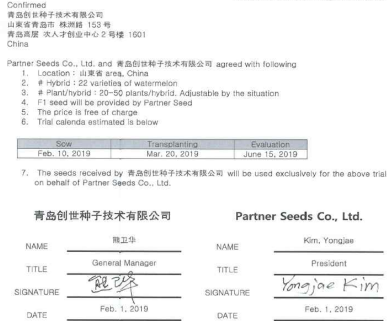 Confirmed
青岛创世种子技术有限公司
山東省青岛市 株洲路 153号
青岛高层 次人才创业中心 2号楼 1601
China
Partner Seeds Co., Ltd. and 青岛创世种子技术有限公司 agreed with following
1. Location : 山東省 area, China
2. # Hybrid : 22 varieties of watermelon
3. # Plant/hybrid : 20-50 plants/hybrid. Adjustable by the situation
4. F1 seed will be provided by Partner Seed
5. The price is free of charge
6. Trial calenda estimated is below
Sow Transplanting Evaluation
Feb. 10, 2019 Mar. 20, 2019 June 15, 2019
7. The seeds received by 青岛创世种子技术有限公司 will be used exclusively for the above trial
on behalf of Partner Seeds Co., Ltd.
青岛创世种子技术有限公司 Partner Seeds Co., Ltd.
NAME 熊卫华 NAME Kim, Yongjae
TITLE General Manager TITLE President
SIGNATURE SIGNATURE Yongjae Kim
DATE Feb. 1, 2019 DATE Feb. 1, 2019